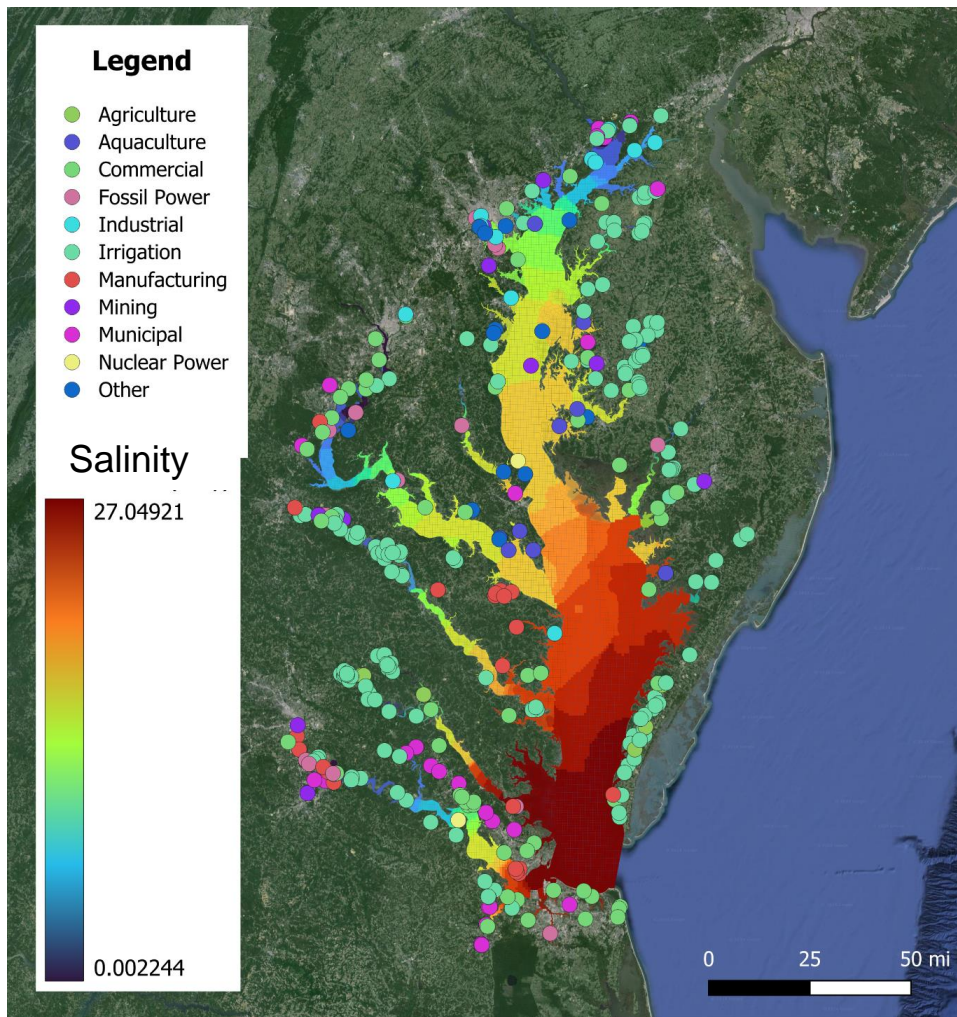 Legend
Agriculture
Aquaculture
Commercial
Fossil Power
Industrial
Irrigation
Manufacturing
Mining
Municipal
Nuclear Power
Other
Salinity
27.04921
0.002244
0 25 50 mi